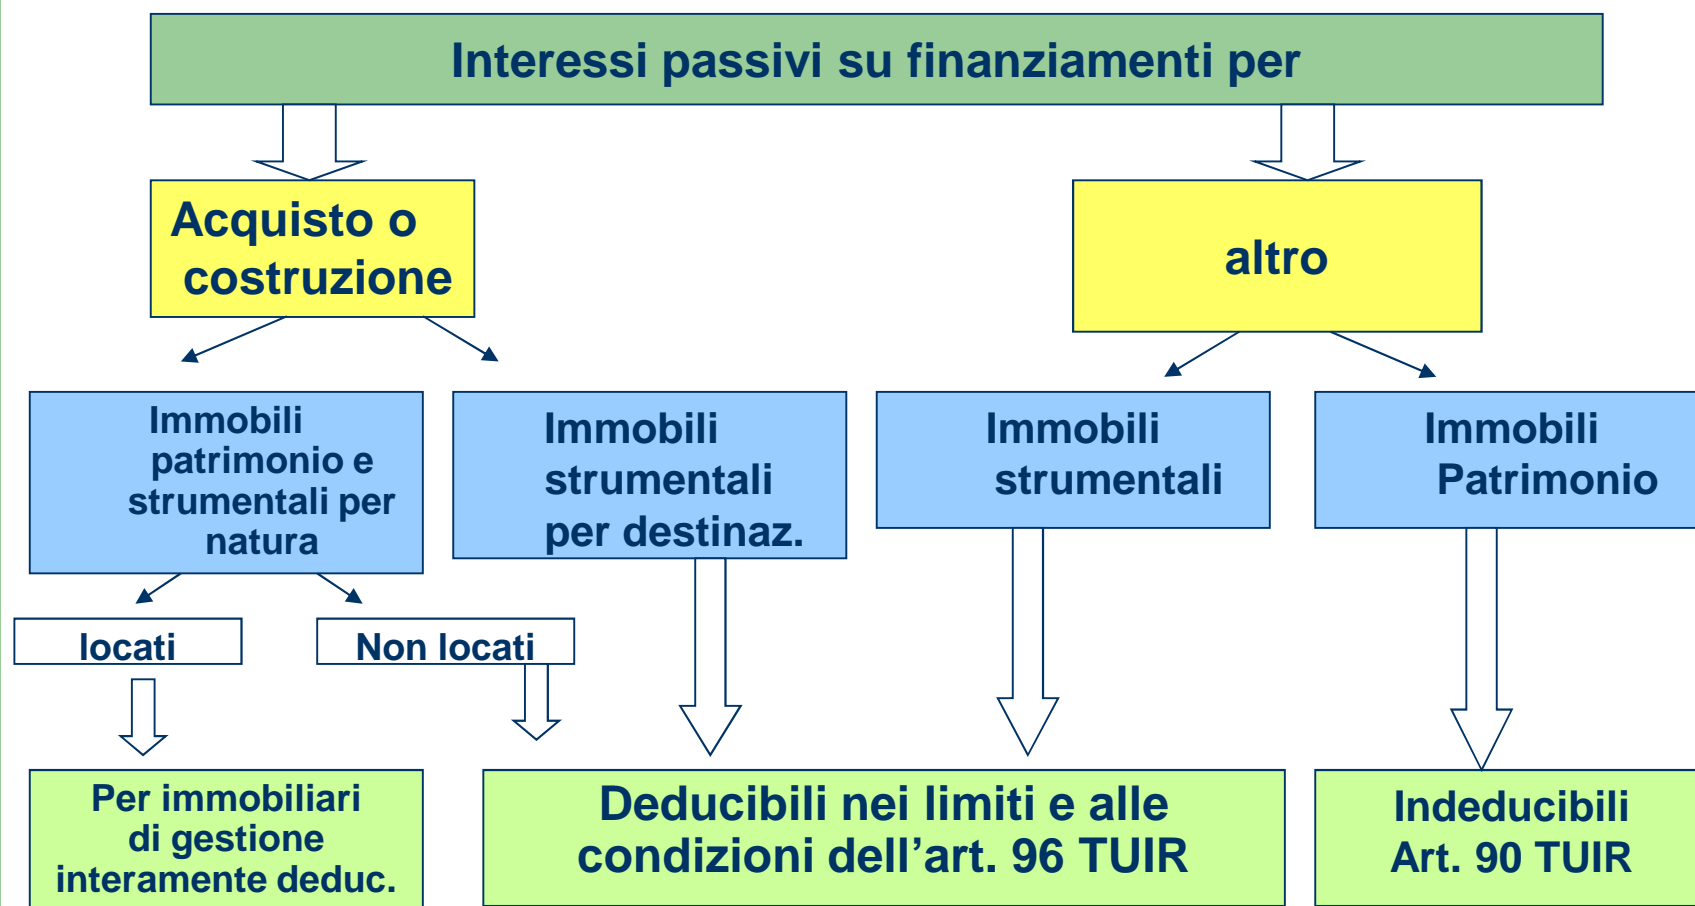 Interessi passivi su finanziamenti per
Acquisto o
costruzione
altro
Immobili
patrimonio e
strumentali per
natura
Immobili
strumentali
per destinaz.
Immobili
strumentali
Immobili
Patrimonio
locati
Non locati
Per immobiliari
di gestione
interamente deduc.
Deducibili nei limiti e alle
condizioni dell’art. 96 TUIR
Indeducibili
Art. 90 TUIR